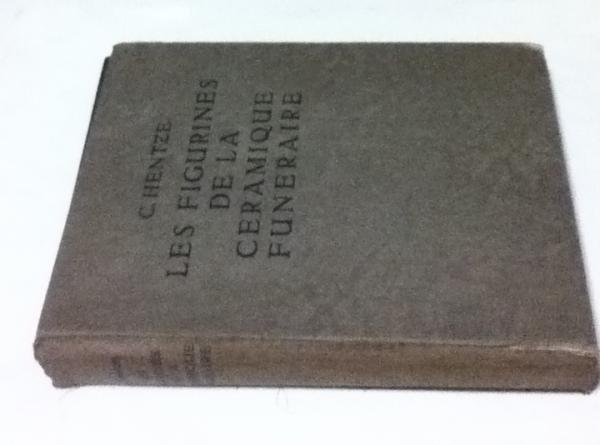 C. HENTZE
LES FIGURINES
DE LA
CERAMIQUE
FUNERAIRE